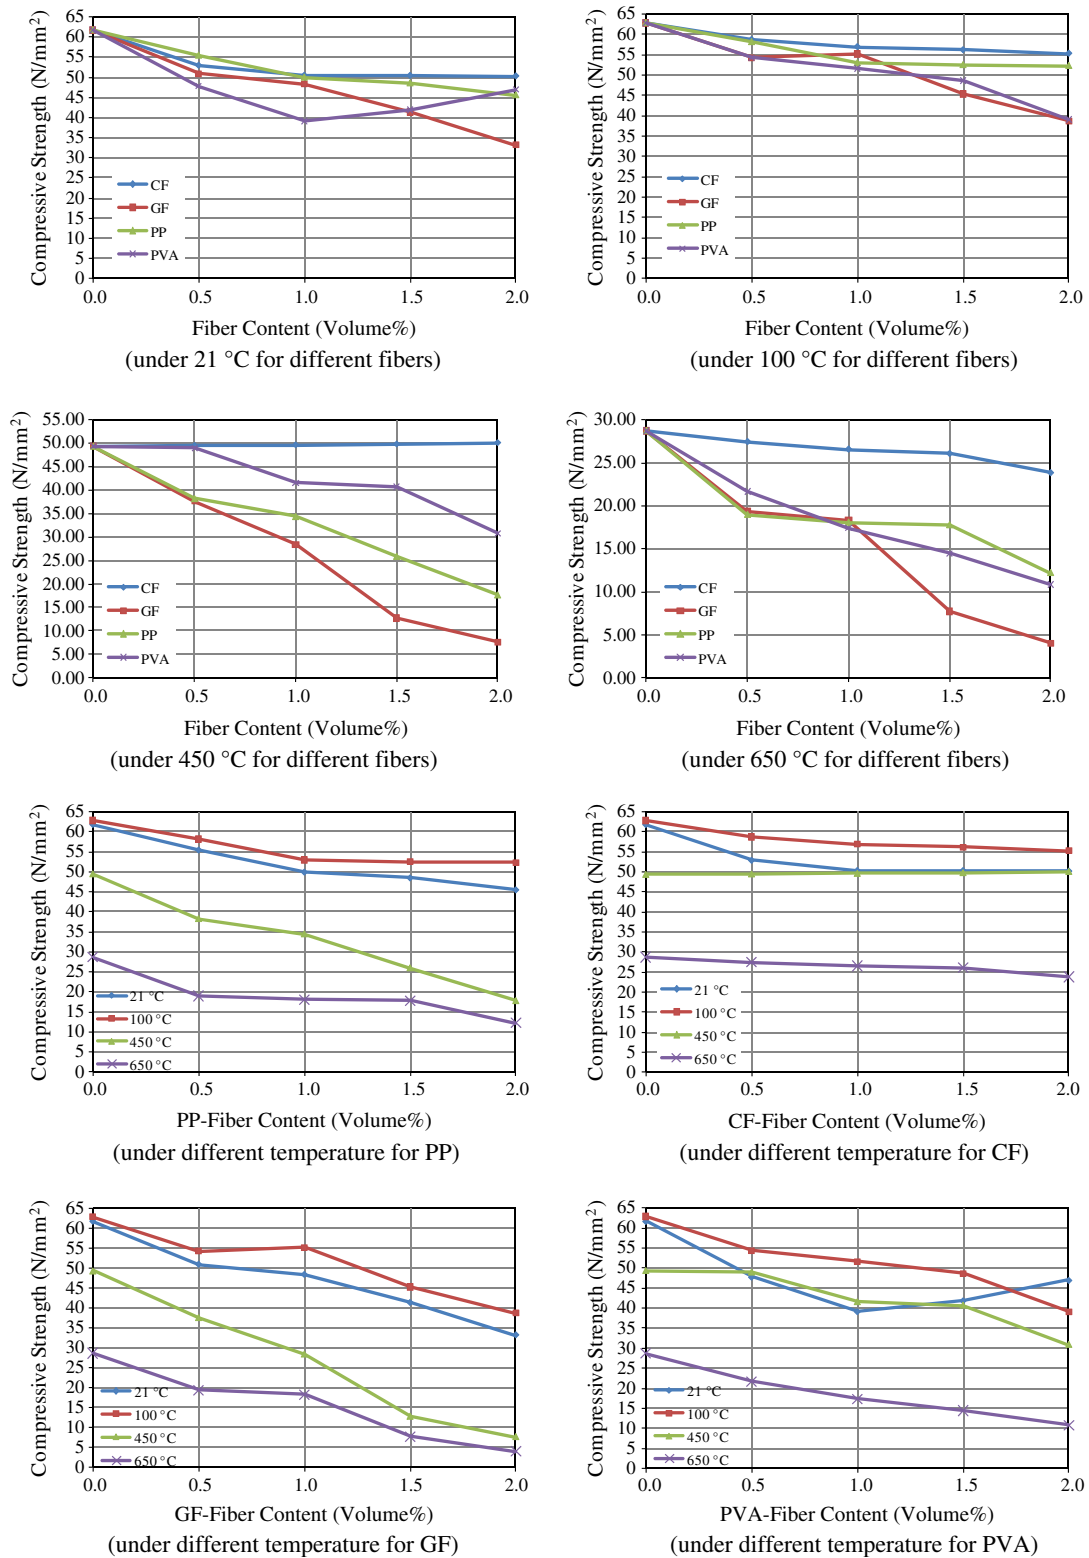 Compressive Strength (N/mm²)
65
60
55
50
45
40
35
30
25
20
15
10
5
0
CF
GF
PP
PVA
0.0 0.5 1.0 1.5 2.0
Fiber Content (Volume%)
(under 21 °C for different fibers)
Compressive Strength (N/mm²)
65
60
55
50
45
40
35
30
25
20
15
10
5
0
CF
GF
PP
PVA
0.0 0.5 1.0 1.5 2.0
Fiber Content (Volume%)
(under 100 °C for different fibers)
Compressive Strength (N/mm²)
55.00
50.00
45.00
40.00
35.00
30.00
25.00
20.00
15.00
10.00
5.00
0.00
CF
GF
PP
PVA
0.0 0.5 1.0 1.5 2.0
Fiber Content (Volume%)
(under 450 °C for different fibers)
Compressive Strength (N/mm²)
30.00
25.00
20.00
15.00
10.00
5.00
0.00
CF
GF
PP
PVA
0.0 0.5 1.0 1.5 2.0
Fiber Content (Volume%)
(under 650 °C for different fibers)
Compressive Strength (N/mm²)
65
60
55
50
45
40
35
30
25
20
15
10
5
0
21 °C
100 °C
450 °C
650 °C
0.0 0.5 1.0 1.5 2.0
PP-Fiber Content (Volume%)
(under different temperature for PP)
Compressive Strength (N/mm²)
65
60
55
50
45
40
35
30
25
20
15
10
5
0
21 °C
100 °C
450 °C
650 °C
0.0 0.5 1.0 1.5 2.0
CF-Fiber Content (Volume%)
(under different temperature for CF)
Compressive Strength (N/mm²)
65
60
55
50
45
40
35
30
25
20
15
10
5
0
21 °C
100 °C
450 °C
650 °C
0.0 0.5 1.0 1.5 2.0
GF-Fiber Content (Volume%)
(under different temperature for GF)
Compressive Strength (N/mm²)
65
60
55
50
45
40
35
30
25
20
15
10
5
0
21 °C
100 °C
450 °C
650 °C
0.0 0.5 1.0 1.5 2.0
PVA-Fiber Content (Volume%)
(under different temperature for PVA)